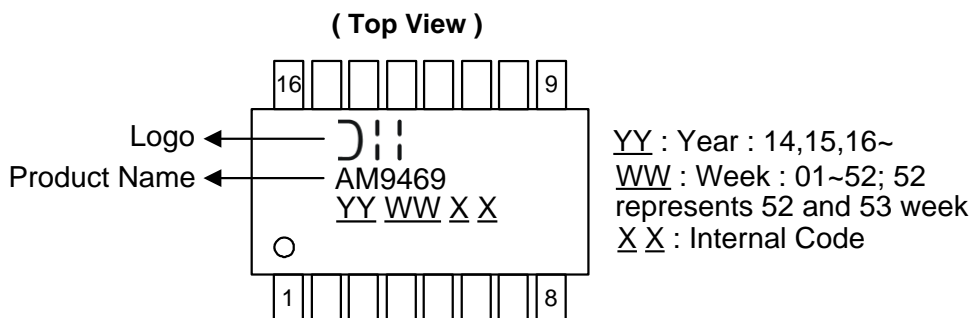 ( Top View )
16 9
Logo
Product Name
AM9469
YY WW X X
1 8
YY : Year : 14,15,16~
WW : Week : 01~52; 52
represents 52 and 53 week
X X : Internal Code